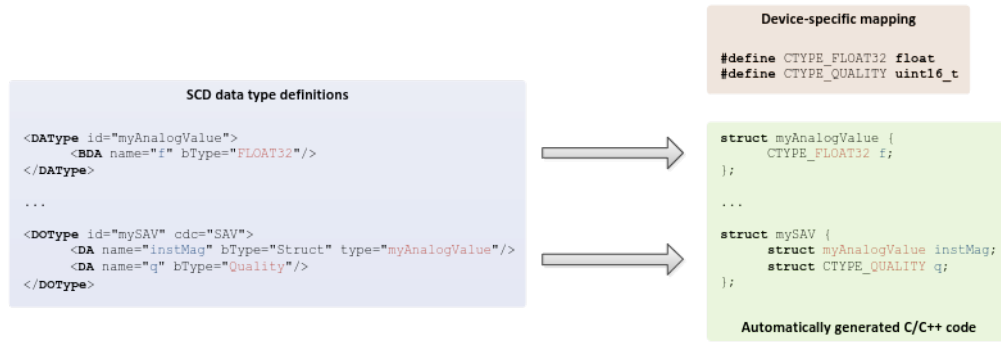 SCD data type definitions
<DAType id="myAnalogValue">
<BDA name="f" bType="FLOAT32"/>
</DAType>
...
<DOType id="mySAV" cdc="SAV">
<DA name="instMag" bType="Struct" type="myAnalogValue"/>
<DA name="q" bType="Quality"/>
</DOType>
Device-specific mapping
#define CTYPE_FLOAT32 float
#define CTYPE_QUALITY uint16_t
struct myAnalogValue {
CTYPE_FLOAT32 f;
};
...
struct mySAV {
struct myAnalogValue instMag;
struct CTYPE_QUALITY q;
};
Automatically generated C/C++ code